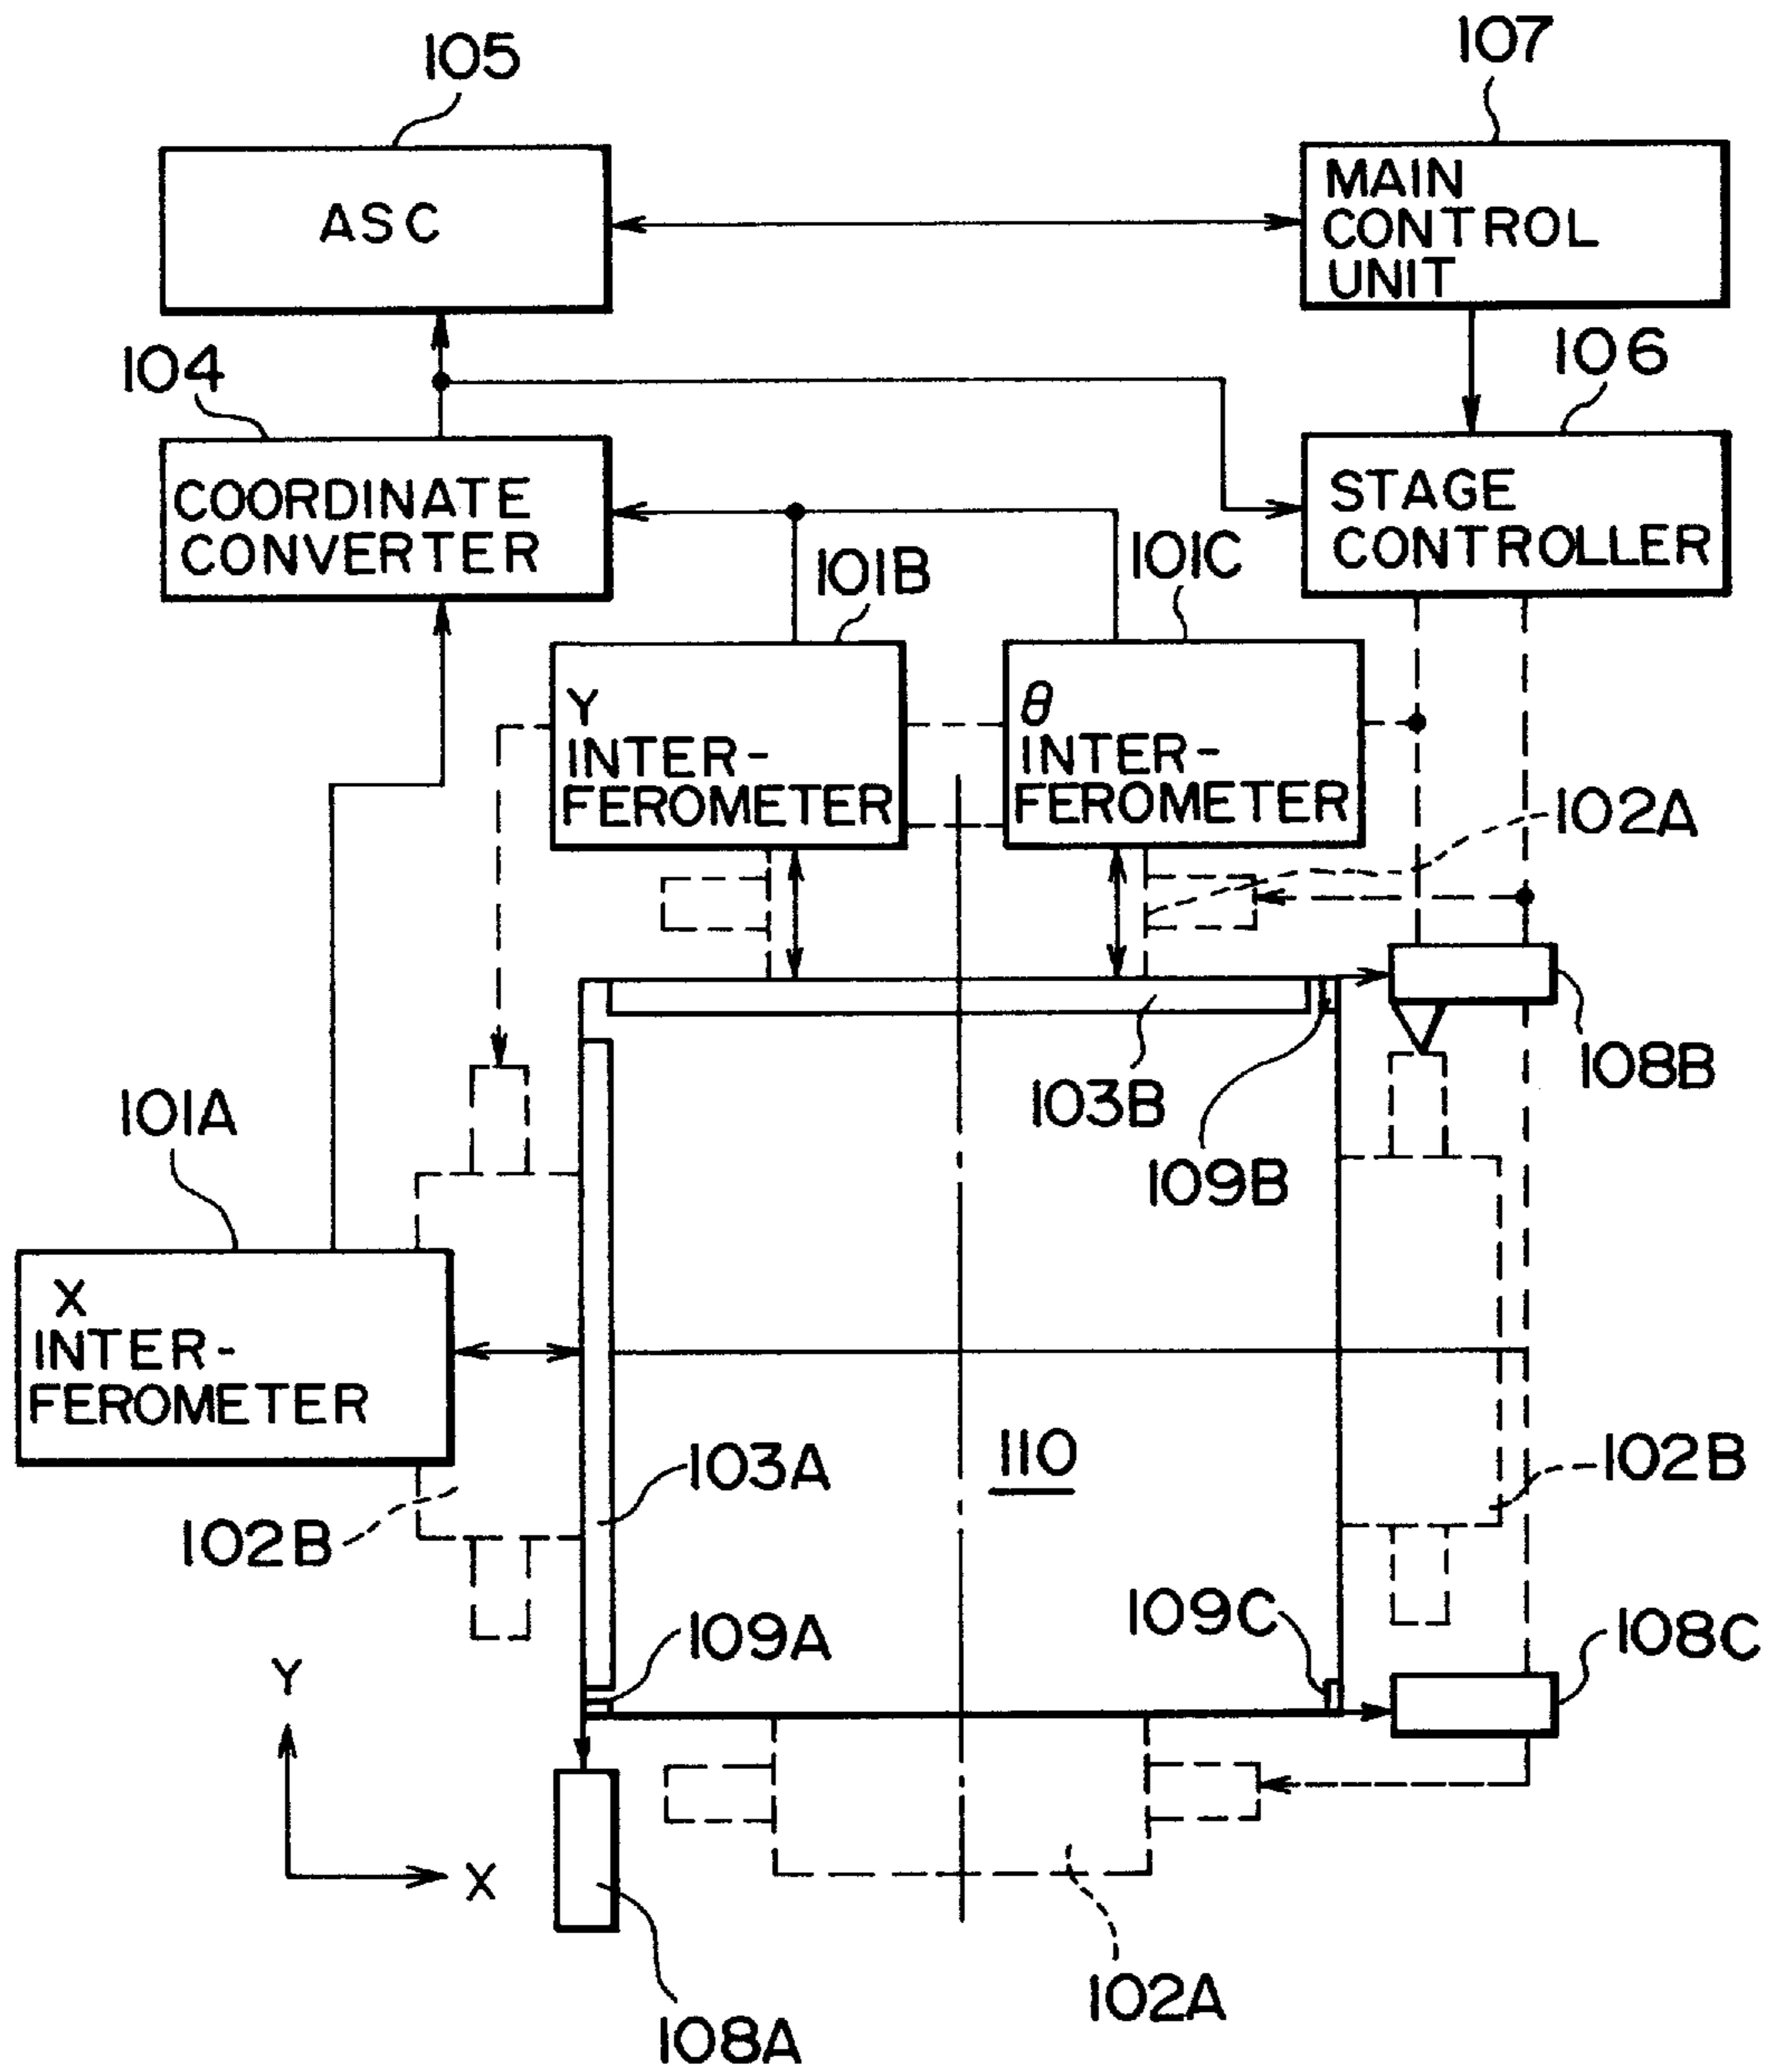 105
107
ASC
MAIN
CONTROL
UNIT
104
106
COORDINATE
CONVERTER
STAGE
CONTROLLER
101B
101C
Y
INTER-
FEROMETER
θ
INTER-
FEROMETER
102A
108B
103B
101A
109B
X
INTER-
FEROMETER
110
103A
102B
102B
109A
109C
108C
Y
X
102A
108A